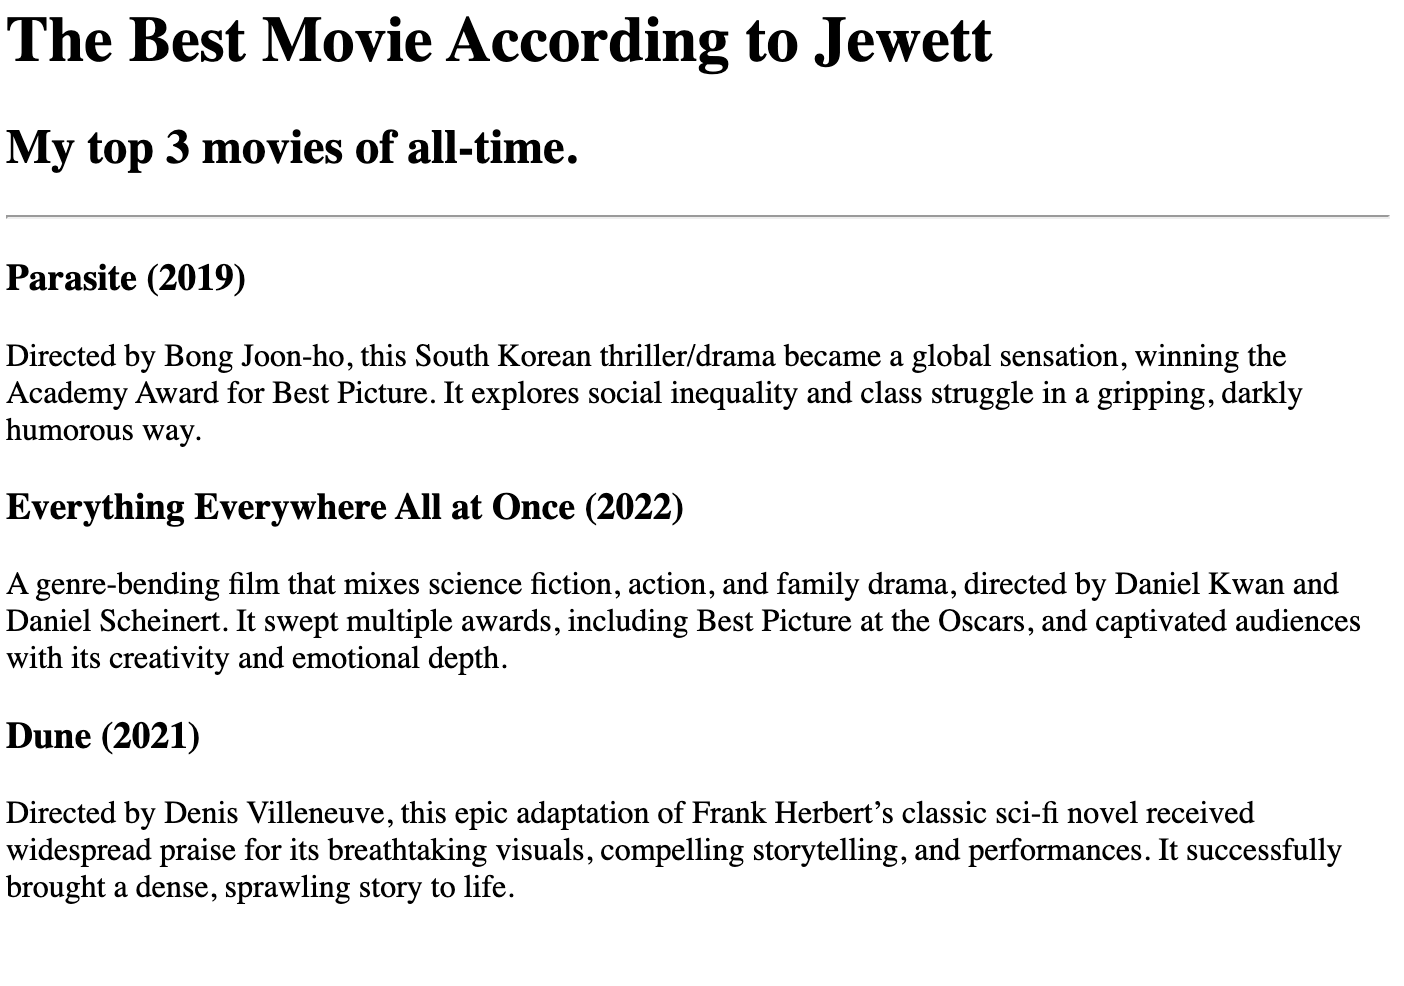 The Best Movie According to Jewett
My top 3 movies of all-time.
Parasite (2019)
Directed by Bong Joon-ho, this South Korean thriller/drama became a global sensation, winning the
Academy Award for Best Picture. It explores social inequality and class struggle in a gripping, darkly
humorous way.
Everything Everywhere All at Once (2022)
A genre-bending film that mixes science fiction, action, and family drama, directed by Daniel Kwan and
Daniel Scheinert. It swept multiple awards, including Best Picture at the Oscars, and captivated audiences
with its creativity and emotional depth.
Dune (2021)
Directed by Denis Villeneuve, this epic adaptation of Frank Herbert’s classic sci-fi novel received
widespread praise for its breathtaking visuals, compelling storytelling, and performances. It successfully
brought a dense, sprawling story to life.